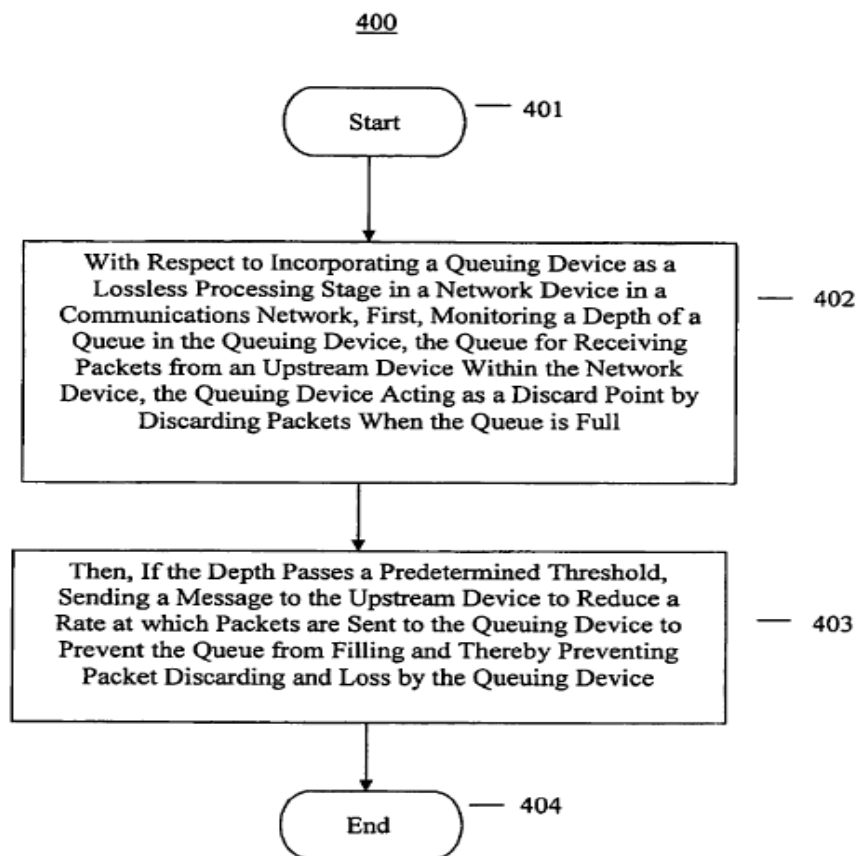 400
Start
401
With Respect to Incorporating a Queuing Device as a
Lossless Processing Stage in a Network Device in a
Communications Network, First, Monitoring a Depth of a
Queue in the Queuing Device, the Queue for Receiving
Packets from an Upstream Device Within the Network
Device, the Queuing Device Acting as a Discard Point by
Discarding Packets When the Queue is Full
402
Then, If the Depth Passes a Predetermined Threshold,
Sending a Message to the Upstream Device to Reduce a
Rate at which Packets are Sent to the Queuing Device to
Prevent the Queue from Filling and Thereby Preventing
Packet Discarding and Loss by the Queuing Device
403
End
404